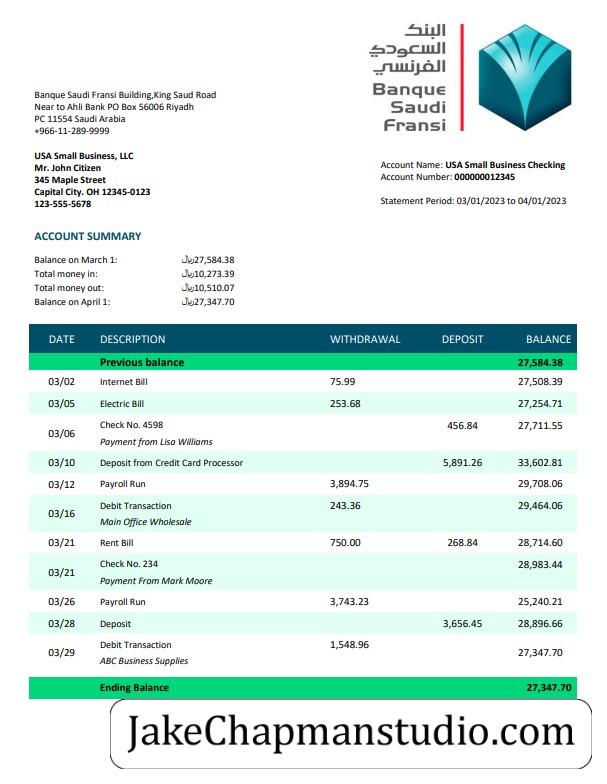 البنك
السعودي
الفرنسي
Banque
Saudi
Fransi
Banque Saudi Fransi Building,King Saud Road
Near to Ahli Bank PO Box 56006 Riyadh
PC 11554 Saudi Arabia
+966-11-289-9999
USA Small Business, LLC
Mr. John Citizen
345 Maple Street
Capital City. OH 12345-0123
123-555-5678
Account Name: USA Small Business Checking
Account Number: 000000012345
Statement Period: 03/01/2023 to 04/01/2023
ACCOUNT SUMMARY
Balance on March 1: ﷼27,584.38
Total money in: ﷼10,273.39
Total money out: ﷼10,510.07
Balance on April 1: ﷼27,347.70
DATE DESCRIPTION WITHDRAWAL DEPOSIT BALANCE
Previous balance 27,584.38
03/02 Internet Bill 75.99 27,508.39
03/05 Electric Bill 253.68 27,254.71
03/06 Check No. 4598 456.84 27,711.55
Payment from Lisa Williams
03/10 Deposit from Credit Card Processor 5,891.26 33,602.81
03/12 Payroll Run 3,894.75 29,708.06
03/16 Debit Transaction 243.36 29,464.06
Main Office Wholesale
03/21 Rent Bill 750.00 268.84 28,714.60
03/21 Check No. 234 28,983.44
Payment From Mark Moore
03/26 Payroll Run 3,743.23 25,240.21
03/28 Deposit 3,656.45 28,896.66
03/29 Debit Transaction 1,548.96 27,347.70
ABC Business Supplies
Ending Balance 27,347.70
JakeChapmanstudio.com